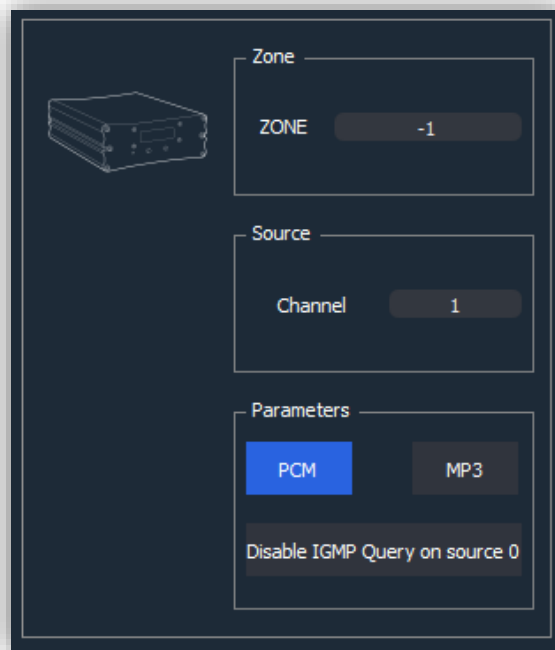 Zone
ZONE -1
Source
Channel 1
Parameters
PCM MP3
Disable IGMP Query on source 0